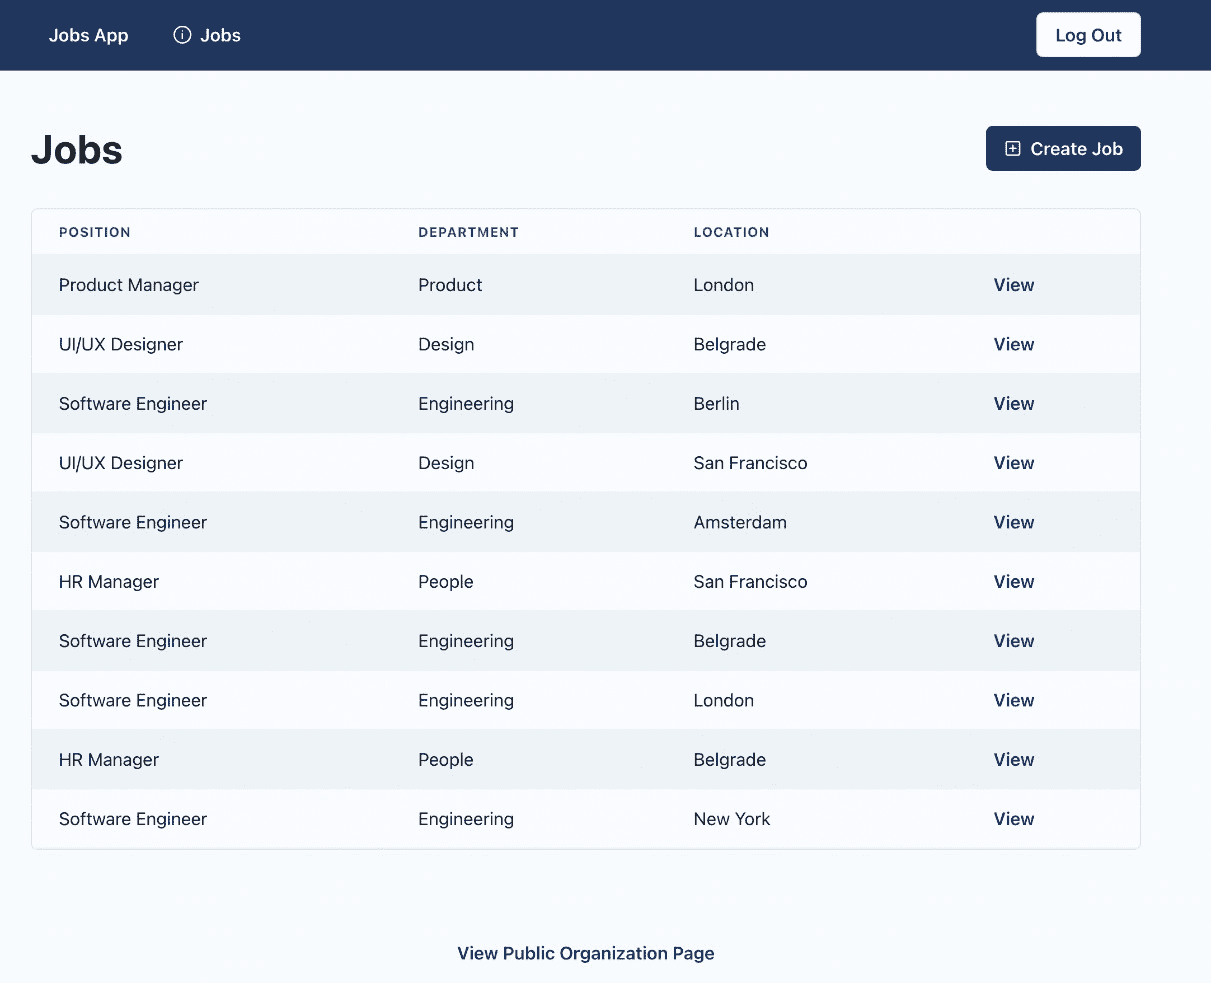 Jobs App Jobs Log Out
Jobs Create Job
POSITION DEPARTMENT LOCATION
Product Manager Product London View
UI/UX Designer Design Belgrade View
Software Engineer Engineering Berlin View
UI/UX Designer Design San Francisco View
Software Engineer Engineering Amsterdam View
HR Manager People San Francisco View
Software Engineer Engineering Belgrade View
Software Engineer Engineering London View
HR Manager People Belgrade View
Software Engineer Engineering New York View
View Public Organization Page